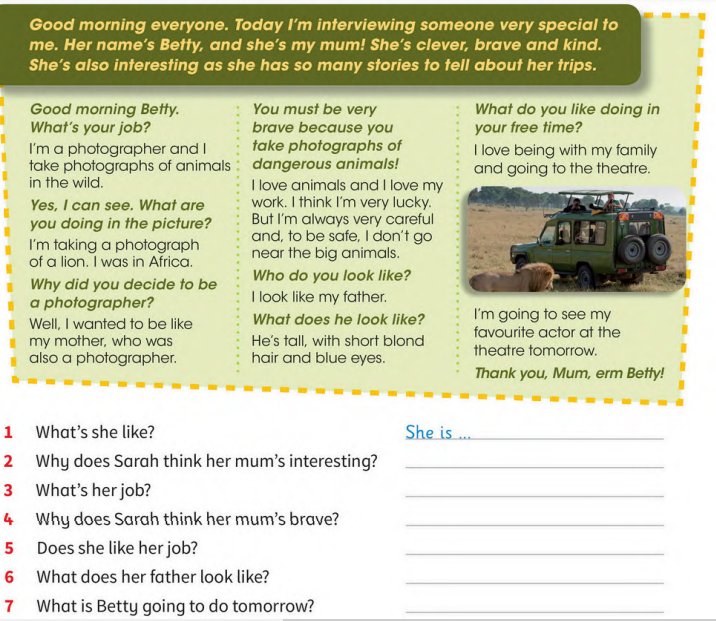 Good morning everyone. Today I'm interviewing someone very special to
me. Her name's Betty, and she's my mum! She's clever, brave and kind.
She's also interesting as she has so many stories to tell about her trips.
Good morning Betty.
What's your job?
I'm a photographer and I
take photographs of animals
in the wild.
Yes, I can see. What are
you doing in the picture?
I'm taking a photograph
of a lion. I was in Africa.
Why did you decide to be
a photographer?
Well, I wanted to be like
my mother, who was
also a photographer.
You must be very
brave because you
take photographs of
dangerous animals!
I love animals and I love my
work. I think I'm very lucky.
But I'm always very careful
and, to be safe, I don't go
near the big animals.
Who do you look like?
I look like my father.
What does he look like?
He's tall, with short blond
hair and blue eyes.
What do you like doing in
your free time?
I love being with my family
and going to the theatre.
I'm going to see my
favourite actor at the
theatre tomorrow.
Thank you, Mum, erm Betty!
1 What's she like? She is ...
2 Why does Sarah think her mum's interesting?
3 What's her job?
4 Why does Sarah think her mum's brave?
5 Does she like her job?
6 What does her father look like?
7 What is Betty going to do tomorrow?